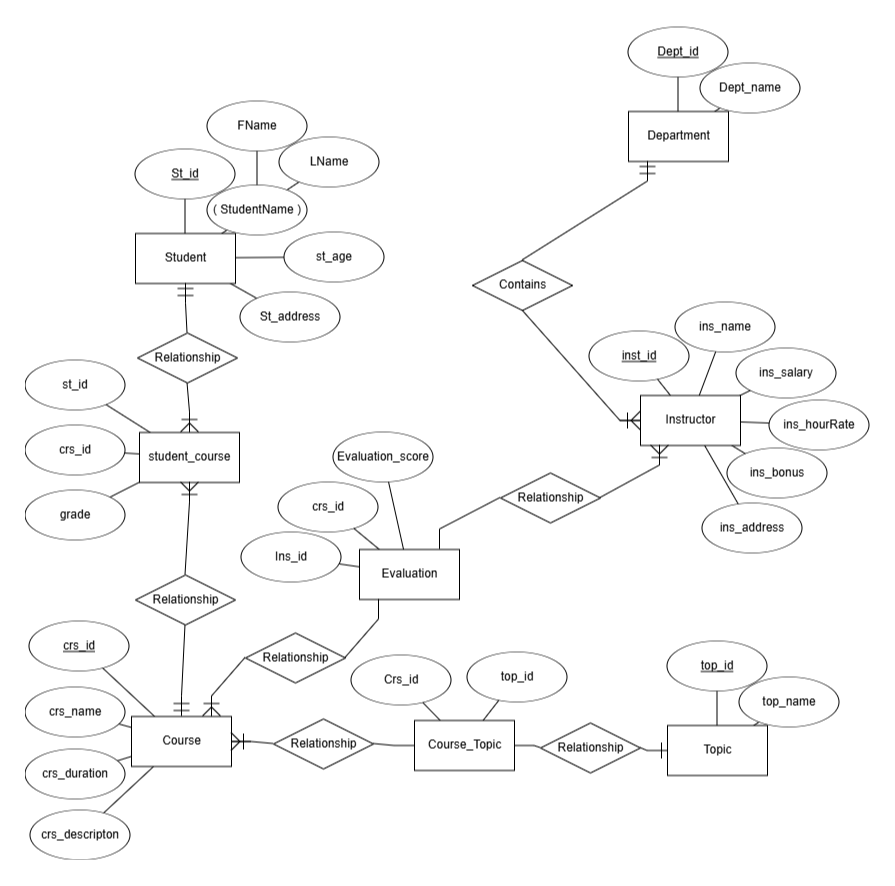 Dept_id
Dept_name
Department
FName
LName
St_id
( StudentName )
Student
st_age
St_address
Contains
Relationship
ins_name
inst_id
ins_salary
Instructor
ins_hourRate
ins_bonus
ins_address
st_id
crs_id
student_course
grade
Evaluation_score
crs_id
Ins_id
Evaluation
Relationship
Relationship
crs_id
Relationship
Crs_id
top_id
top_id
top_name
crs_name
Course
Relationship
Course_Topic
Relationship
Topic
crs_duration
crs_descripton